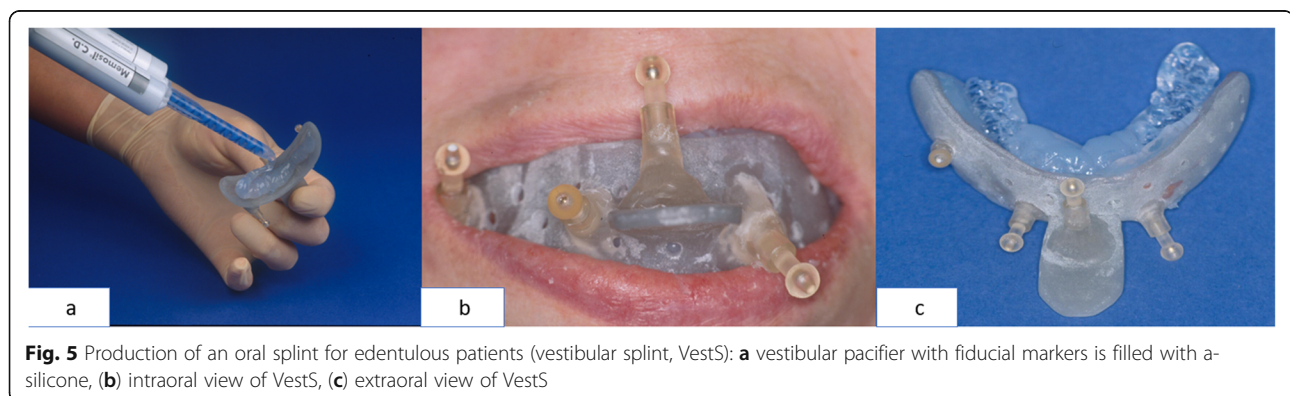 Memosil® C.D.
a
b
c
Fig. 5 Production of an oral splint for edentulous patients (vestibular splint, VestS): a vestibular pacifier with fiducial markers is filled with a-
silicone, (b) intraoral view of VestS, (c) extraoral view of VestS